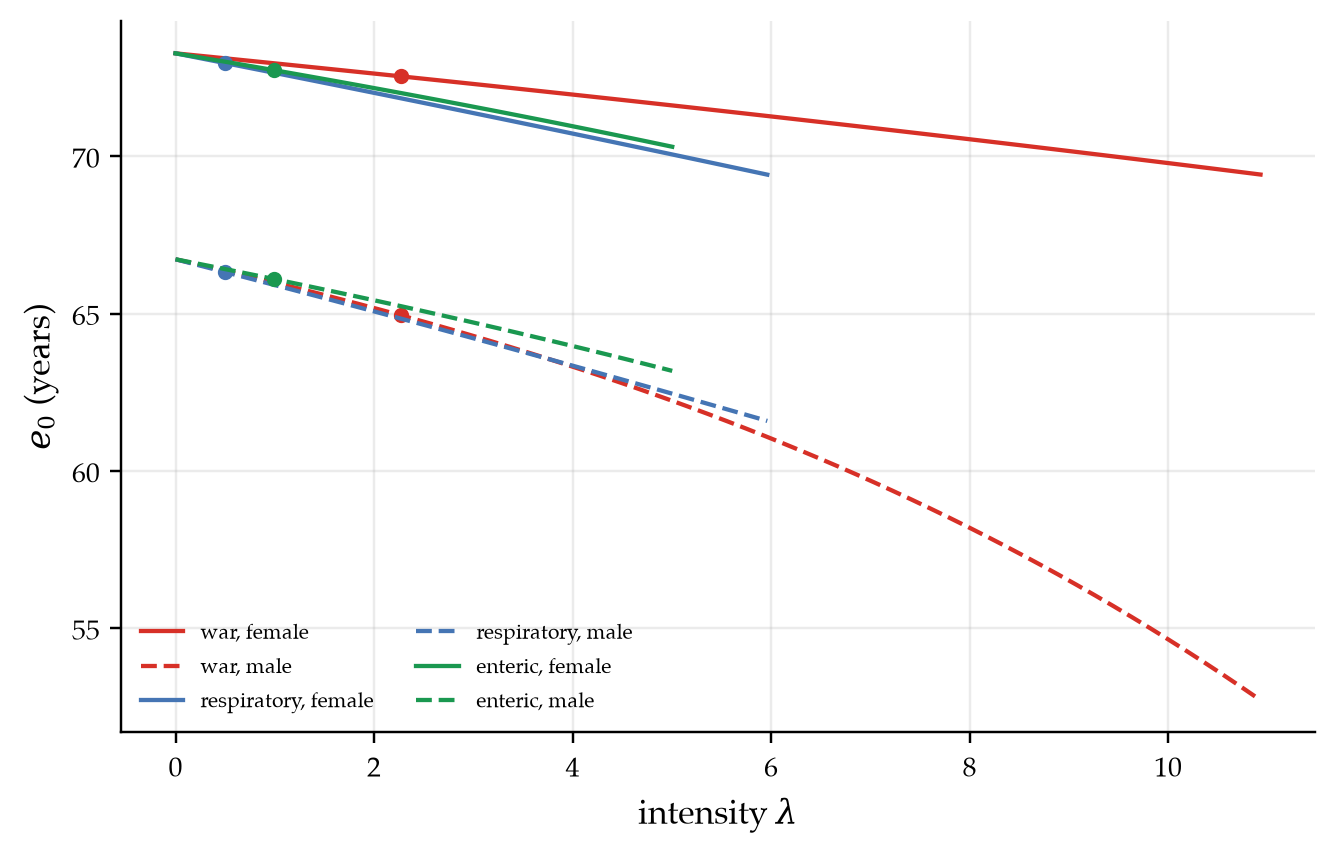 70
65
60
55
e₀ (years)
war, female
war, male
respiratory, female
respiratory, male
enteric, female
enteric, male
0 2 4 6 8 10
intensity λ